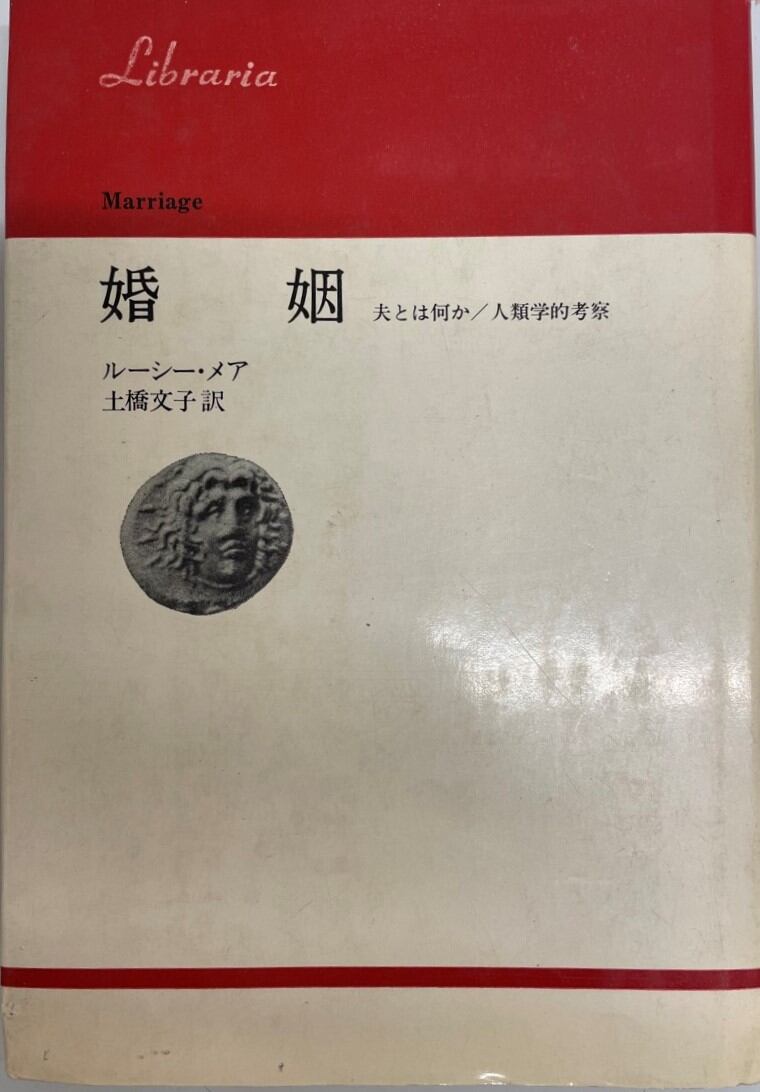 Libraria
Marriage
婚 姻 夫とは何か/人類学的考察
ルーシー・メア
土橋文子訳